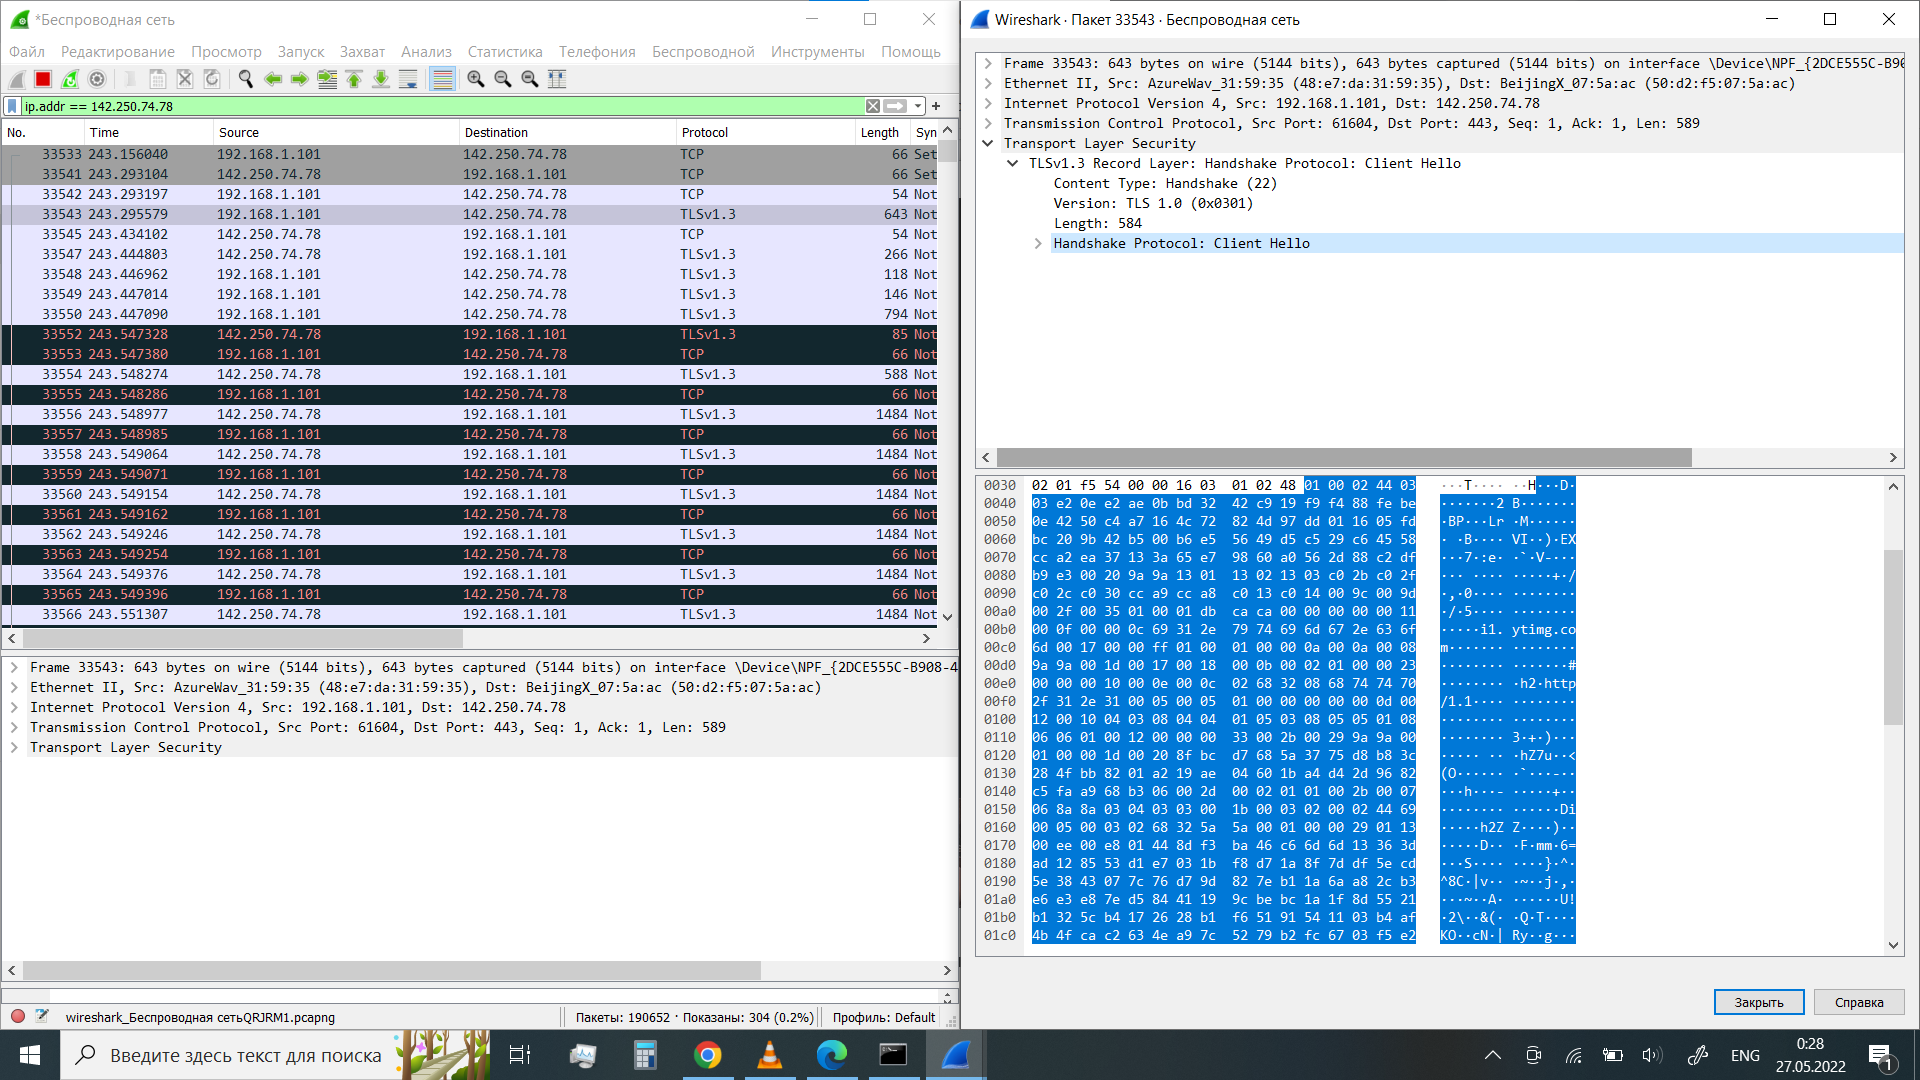 *Беспроводная сеть
Файл Редактирование Просмотр Запуск Захват Анализ Статистика Телефония Беспроводной Инструменты Помощь
ip.addr == 142.250.74.78
No. Time Source Destination Protocol Length Syn
33533 243.156040 192.168.1.101 142.250.74.78 TCP 66 Set
33541 243.293104 142.250.74.78 192.168.1.101 TCP 66 Set
33542 243.293197 192.168.1.101 142.250.74.78 TCP 54 Not
33543 243.295579 192.168.1.101 142.250.74.78 TLSv1.3 643 Not
33545 243.434102 142.250.74.78 192.168.1.101 TCP 54 Not
33547 243.444803 142.250.74.78 192.168.1.101 TLSv1.3 266 Not
33548 243.446962 192.168.1.101 142.250.74.78 TLSv1.3 118 Not
33549 243.447014 192.168.1.101 142.250.74.78 TLSv1.3 146 Not
33550 243.447090 192.168.1.101 142.250.74.78 TLSv1.3 794 Not
33552 243.547328 142.250.74.78 192.168.1.101 TLSv1.3 85 Not
33553 243.547380 192.168.1.101 142.250.74.78 TCP 66 Not
33554 243.548274 142.250.74.78 192.168.1.101 TLSv1.3 588 Not
33555 243.548286 192.168.1.101 142.250.74.78 TCP 66 Not
33556 243.548977 142.250.74.78 192.168.1.101 TLSv1.3 1484 Not
33557 243.548985 192.168.1.101 142.250.74.78 TCP 66 Not
33558 243.549064 142.250.74.78 192.168.1.101 TLSv1.3 1484 Not
33559 243.549071 192.168.1.101 142.250.74.78 TCP 66 Not
33560 243.549154 142.250.74.78 192.168.1.101 TLSv1.3 1484 Not
33561 243.549162 192.168.1.101 142.250.74.78 TCP 66 Not
33562 243.549246 142.250.74.78 192.168.1.101 TLSv1.3 1484 Not
33563 243.549254 192.168.1.101 142.250.74.78 TCP 66 Not
33564 243.549376 142.250.74.78 192.168.1.101 TLSv1.3 1484 Not
33565 243.549396 192.168.1.101 142.250.74.78 TCP 66 Not
33566 243.551307 142.250.74.78 192.168.1.101 TLSv1.3 1484 Not
Frame 33543: 643 bytes on wire (5144 bits), 643 bytes captured (5144 bits) on interface \Device\NPF_{2DCE555C-B908-4
Ethernet II, Src: AzureWav_31:59:35 (48:e7:da:31:59:35), Dst: BeijingX_07:5a:ac (50:d2:f5:07:5a:ac)
Internet Protocol Version 4, Src: 192.168.1.101, Dst: 142.250.74.78
Transmission Control Protocol, Src Port: 61604, Dst Port: 443, Seq: 1, Ack: 1, Len: 589
Transport Layer Security
wireshark_Беспроводная сетьQRJRM1.pcapng
Пакеты: 190652 · Показаны: 304 (0.2%)
Профиль: Default
Wireshark · Пакет 33543 · Беспроводная сеть
Frame 33543: 643 bytes on wire (5144 bits), 643 bytes captured (5144 bits) on interface \Device\NPF_{2DCE555C-B90
Ethernet II, Src: AzureWav_31:59:35 (48:e7:da:31:59:35), Dst: BeijingX_07:5a:ac (50:d2:f5:07:5a:ac)
Internet Protocol Version 4, Src: 192.168.1.101, Dst: 142.250.74.78
Transmission Control Protocol, Src Port: 61604, Dst Port: 443, Seq: 1, Ack: 1, Len: 589
Transport Layer Security
TLSv1.3 Record Layer: Handshake Protocol: Client Hello
Content Type: Handshake (22)
Version: TLS 1.0 (0x0301)
Length: 584
Handshake Protocol: Client Hello
0030 02 01 f5 54 00 00 16 03 01 02 48 01 00 02 44 03 ···T···· ··H···D·
0040 03 e2 0e e2 ae 0b bd 32 42 c9 19 f9 f4 88 fe be ·······2 B·······
0050 0e 42 50 c4 a7 16 4c 72 82 4d 97 dd 01 16 05 fd ·BP···Lr ·M······
0060 bc 20 9b 42 b5 00 b6 e5 56 49 d5 c5 29 c6 45 58 · ·B···· VI··)·EX
0070 cc a2 ea 37 13 3a 65 e7 98 60 a0 56 2d 88 c2 df ···7·:e· ·`·V-···
0080 b9 e3 00 20 9a 9a 13 01 13 02 13 03 c0 2b c0 2f ··· ···· ·····+·/
0090 c0 2c c0 30 cc a9 cc a8 c0 13 c0 14 00 9c 00 9d ·,·0···· ········
00a0 00 2f 00 35 01 00 01 db ca ca 00 00 00 00 00 11 ·/·5···· ········
00b0 00 0f 00 00 0c 69 31 2e 79 74 69 6d 67 2e 63 6f ·····i1. ytimg.co
00c0 6d 00 17 00 00 ff 01 00 01 00 00 0a 00 0a 00 08 m······· ········
00d0 9a 9a 00 1d 00 17 00 18 00 0b 00 02 01 00 00 23 ········ ·······#
00e0 00 00 00 10 00 0e 00 0c 02 68 32 08 68 74 74 70 ········ ·h2·http
00f0 2f 31 2e 31 00 05 00 05 01 00 00 00 00 00 0d 00 /1.1···· ········
0100 12 00 10 04 03 08 04 04 01 05 03 08 05 05 01 08 ········ ········
0110 06 06 01 00 12 00 00 00 33 00 2b 00 29 9a 9a 00 ········ 3·+·)···
0120 01 00 00 1d 00 20 8f bc d7 68 5a 37 75 d8 b8 3c ····· ·· ·hZ7u··<
0130 28 4f bb 82 01 a2 19 ae 04 60 1b a4 d4 2d 96 82 (O······ ·`···-··
0140 c5 fa a9 68 b3 06 00 2d 00 02 01 01 00 2b 00 07 ···h···- ·····+··
0150 06 8a 8a 03 04 03 03 00 1b 00 03 02 00 02 44 69 ········ ······Di
0160 00 05 00 03 02 68 32 5a 5a 00 01 00 00 29 01 13 ·····h2Z Z····)··
0170 00 ee 00 e8 01 44 8d f3 ba 46 c6 6d 6d 13 36 3d ·····D·· ·F·mm·6=
0180 ad 12 85 53 d1 e7 03 1b f8 d7 1a 8f 7d df 5e cd ···S···· ····}·^·
0190 5e 38 43 07 7c 76 d7 9d 82 7e b1 1a 6a a8 2c b3 ^8C·|v·· ·~··j·,·
01a0 e6 e3 e8 7e d5 84 41 19 9c be bc 1a 1f 8d 55 21 ···~··A· ······U!
01b0 b1 32 5c b4 17 26 28 b1 f6 51 91 54 11 03 b4 af ·2\··&(· ·Q·T····
01c0 4b 4f ca c2 63 4e a9 7c 52 79 b2 fc 67 03 f5 e2 KO··cN·| Ry··g···
Закрыть Справка
Введите здесь текст для поиска
ENG
0:28
27.05.2022
1